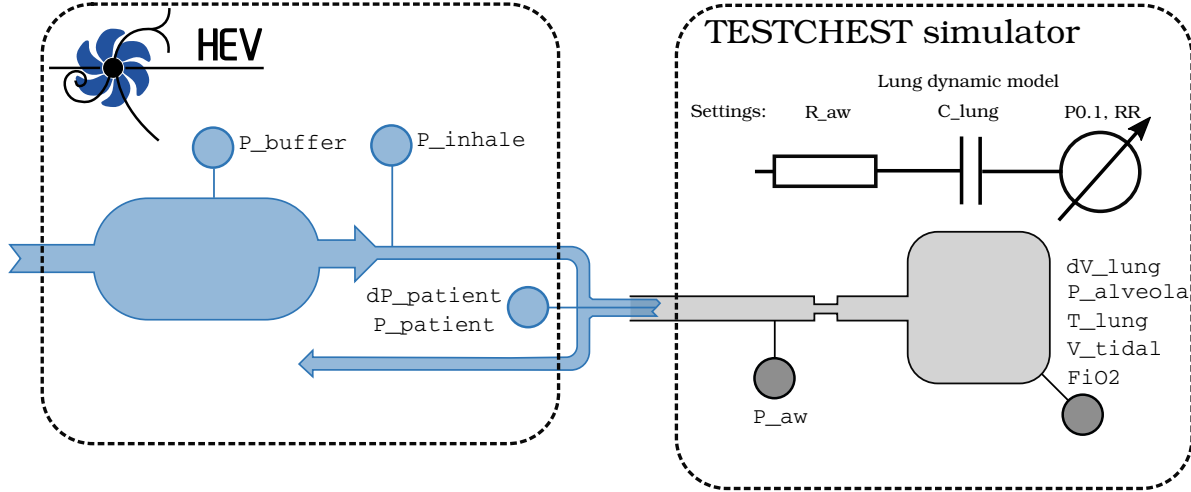 HEV
P_buffer
P_inhale
dP_patient
P_patient
TESTCHEST simulator
Lung dynamic model
Settings: R_aw C_lung P0.1, RR
dV_lung
P_alveola
T_lung
V_tidal
FiO2
P_aw